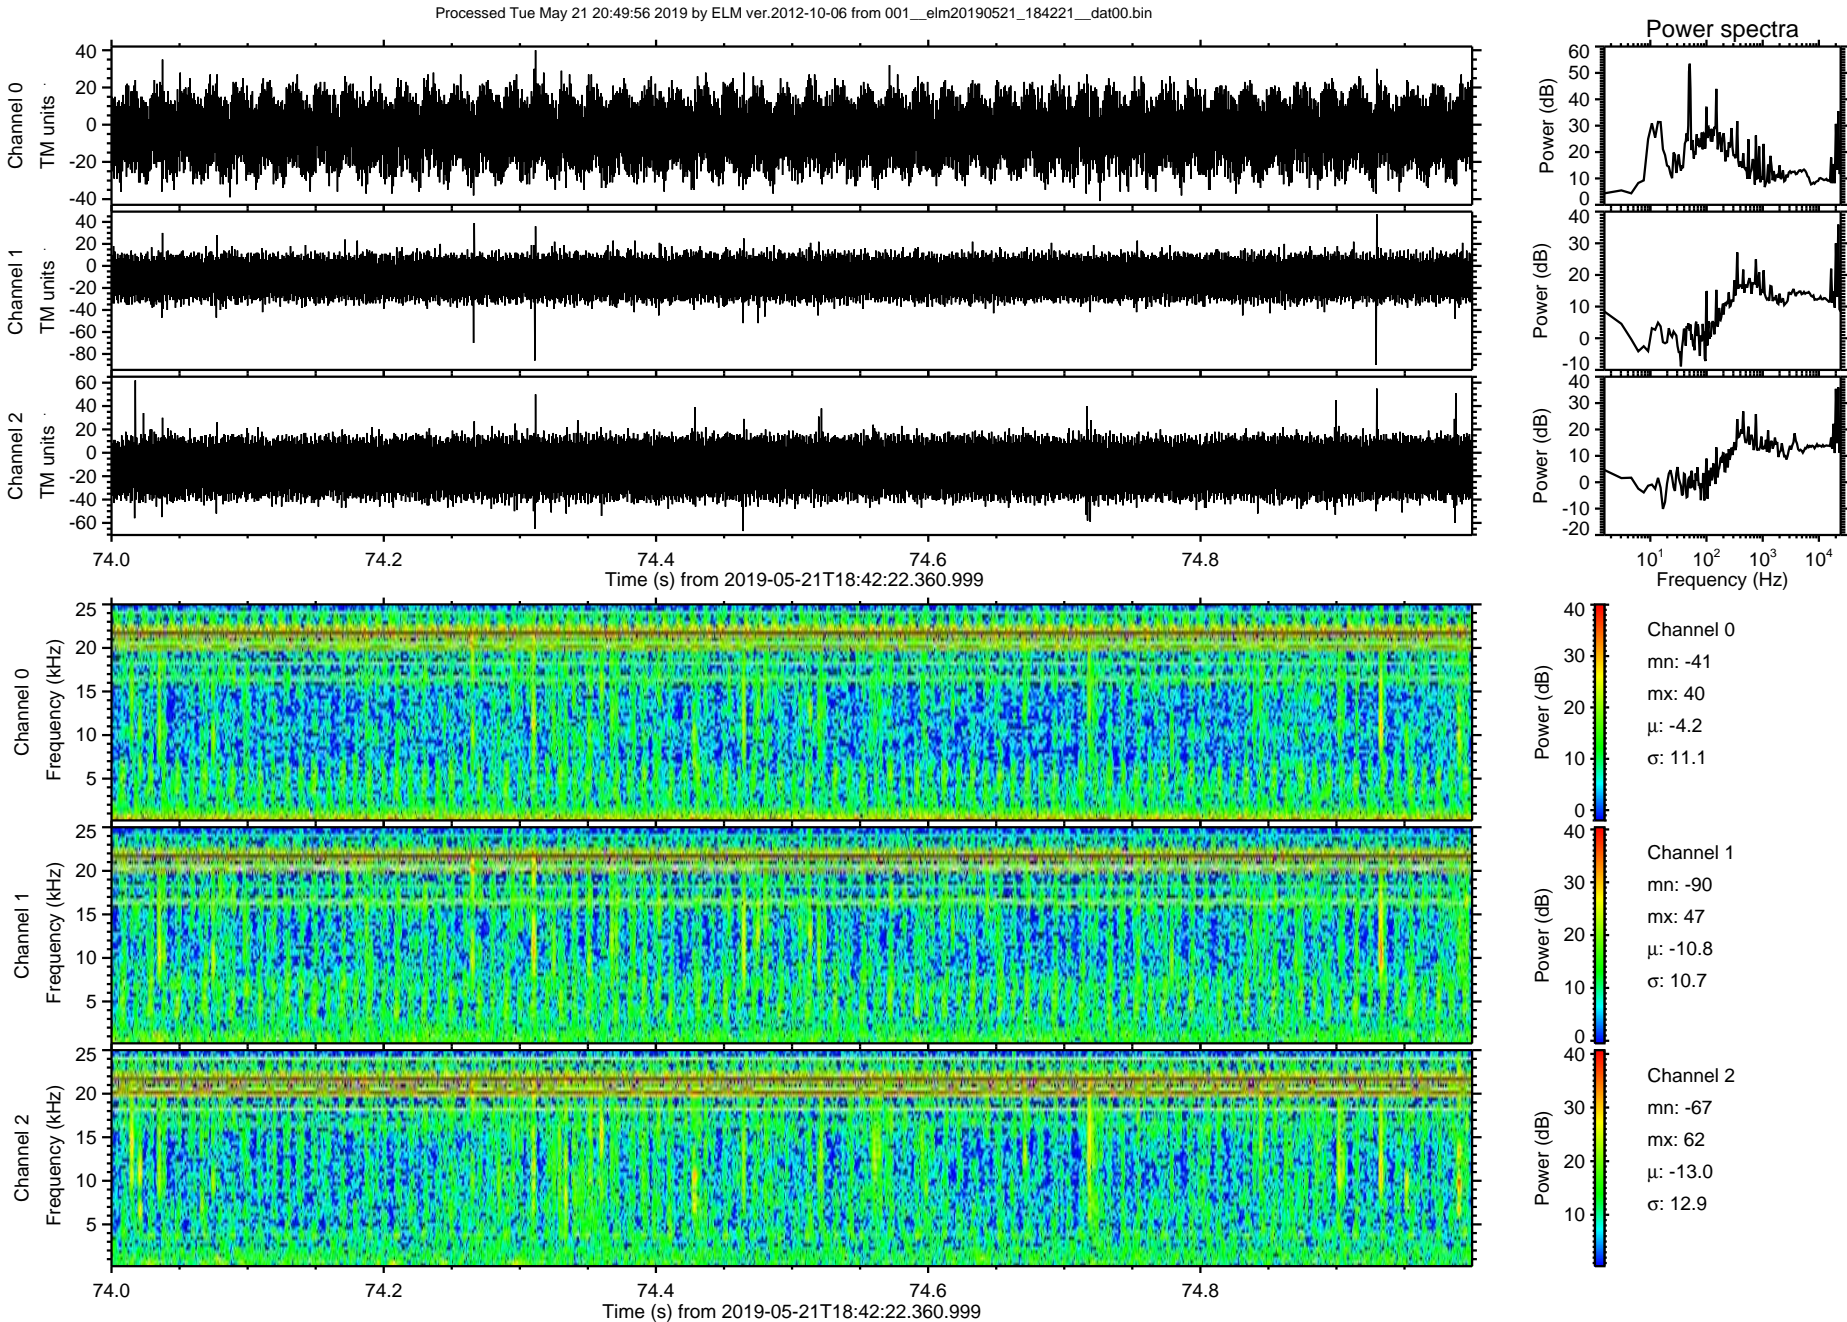 Processed Tue May 21 20:49:56 2019 by ELM ver.2012-10-06 from 001__elm20190521_184221__dat00.bin
Power spectra
Channel 0
TM units
40
20
0
-20
-40
Power (dB)
60
50
40
30
20
10
0
Channel 1
TM units
40
20
0
-20
-40
-60
-80
Power (dB)
40
30
20
10
0
-10
Channel 2
TM units
60
40
20
0
-20
-40
-60
Power (dB)
40
30
20
10
0
-10
-20
74.0 74.2 74.4 74.6 74.8
Time (s) from 2019-05-21T18:42:22.360.999
10¹ 10² 10³ 10⁴
Frequency (Hz)
Channel 0
Frequency (kHz)
25
20
15
10
5
Power (dB)
40
30
20
10
0
Channel 0
mn: -41
mx: 40
μ: -4.2
σ: 11.1
Channel 1
Frequency (kHz)
25
20
15
10
5
Power (dB)
40
30
20
10
0
Channel 1
mn: -90
mx: 47
μ: -10.8
σ: 10.7
Channel 2
Frequency (kHz)
25
20
15
10
5
Power (dB)
40
30
20
10
Channel 2
mn: -67
mx: 62
μ: -13.0
σ: 12.9
74.0 74.2 74.4 74.6 74.8
Time (s) from 2019-05-21T18:42:22.360.999